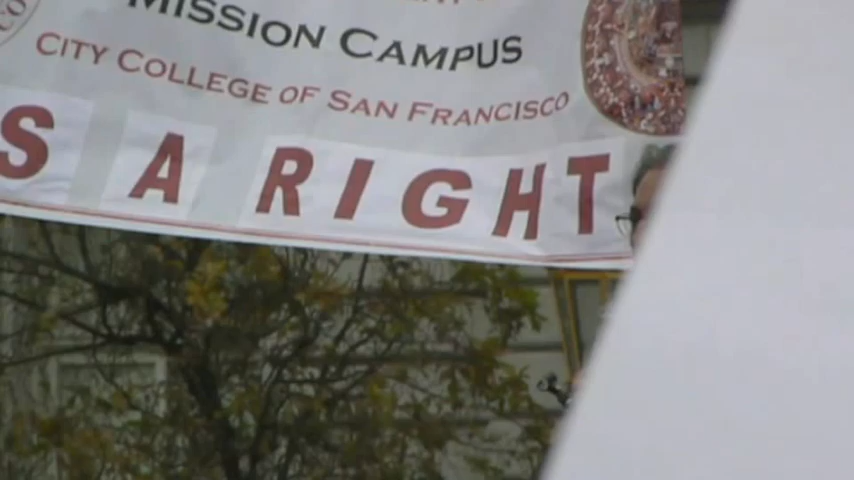 MISSION CAMPUS
CITY COLLEGE OF SAN FRANCISCO
S A RIGHT